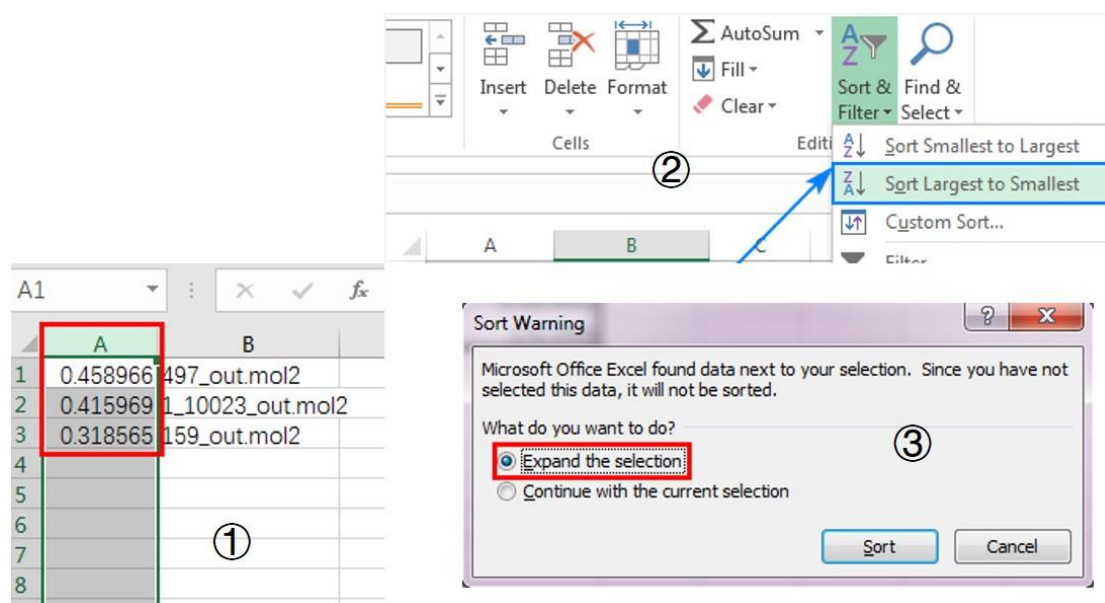 AutoSum
Fill
Clear
Insert Delete Format
Sort & Filter
Find & Select
Cells
Editi
Sort Smallest to Largest
Sort Largest to Smallest
Custom Sort...
Filter
②
A B C
A1
fx
A B
1 0.458966 497_out.mol2
2 0.415969 1_10023_out.mol2
3 0.318565 159_out.mol2
4
5
6
7
8
①
Sort Warning
Microsoft Office Excel found data next to your selection. Since you have not
selected this data, it will not be sorted.
What do you want to do?
Expand the selection
Continue with the current selection
③
Sort Cancel